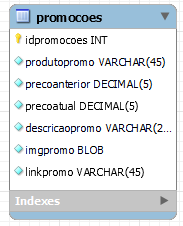 promocoes
idpromocoes INT
produtopromo VARCHAR(45)
precoanterior DECIMAL(5)
precoatual DECIMAL(5)
descricaopromo VARCHAR(2...
imgpromo BLOB
linkpromo VARCHAR(45)
Indexes